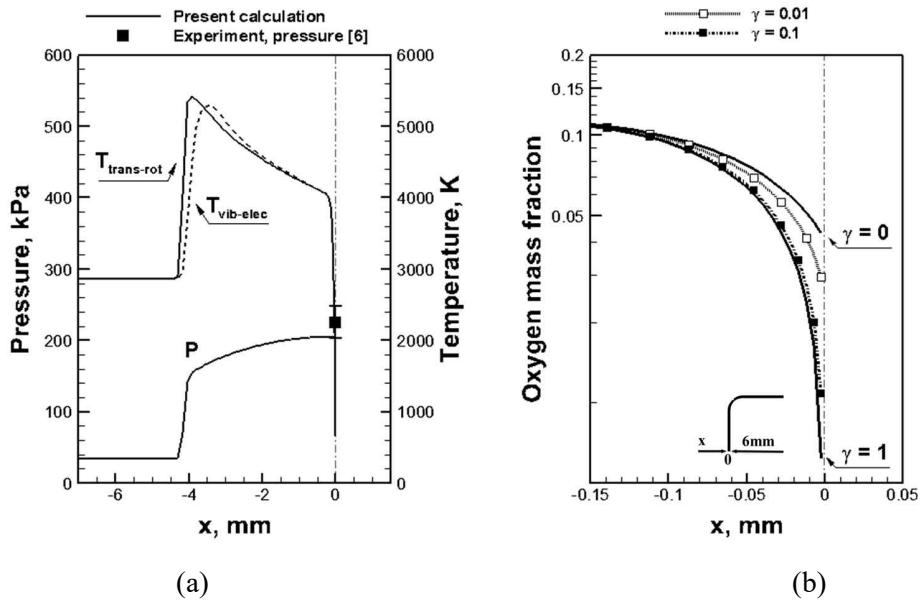 Present calculation
Experiment, pressure [6]
600
500
400
300
200
100
0
Pressure, kPa
6000
5000
4000
3000
2000
1000
0
Temperature, K
T trans-rot
T vib-elec
P
-6
-4
-2
0
x, mm
(a)
γ = 0.01
γ = 0.1
0.2
0.15
0.1
0.05
Oxygen mass fraction
γ = 0
γ = 1
x
0
6mm
-0.15
-0.1
-0.05
0
0.05
x, mm
(b)